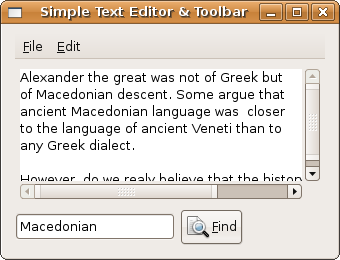 Simple Text Editor & Toolbar
File Edit
Alexander the great was not of Greek but
of Macedonian descent. Some argue that
ancient Macedonian language was  closer
to the language of ancient Veneti than to
any Greek dialect.
However, do we realy believe that the
Macedonian
Find